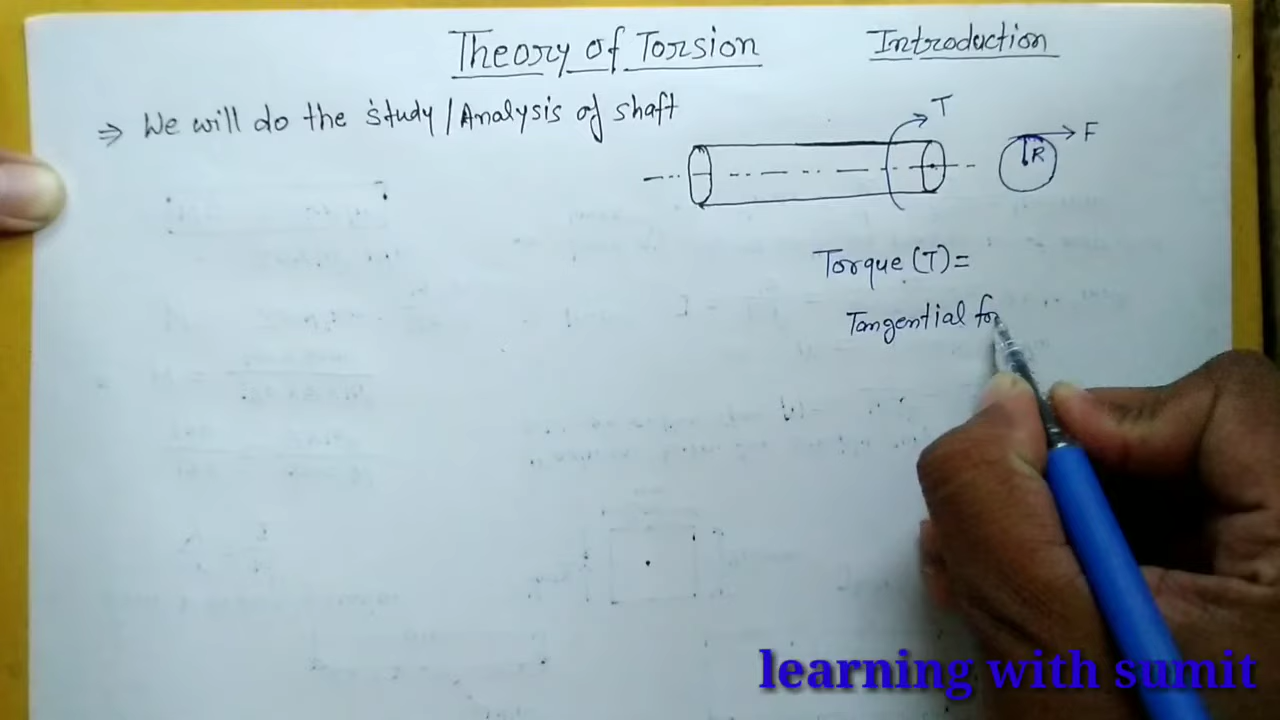 Theory of Torsion Introduction
⇒ We will do the study/Analysis of shaft
T
F
R
Torque (T) =
Tangential fo
learning with sumit